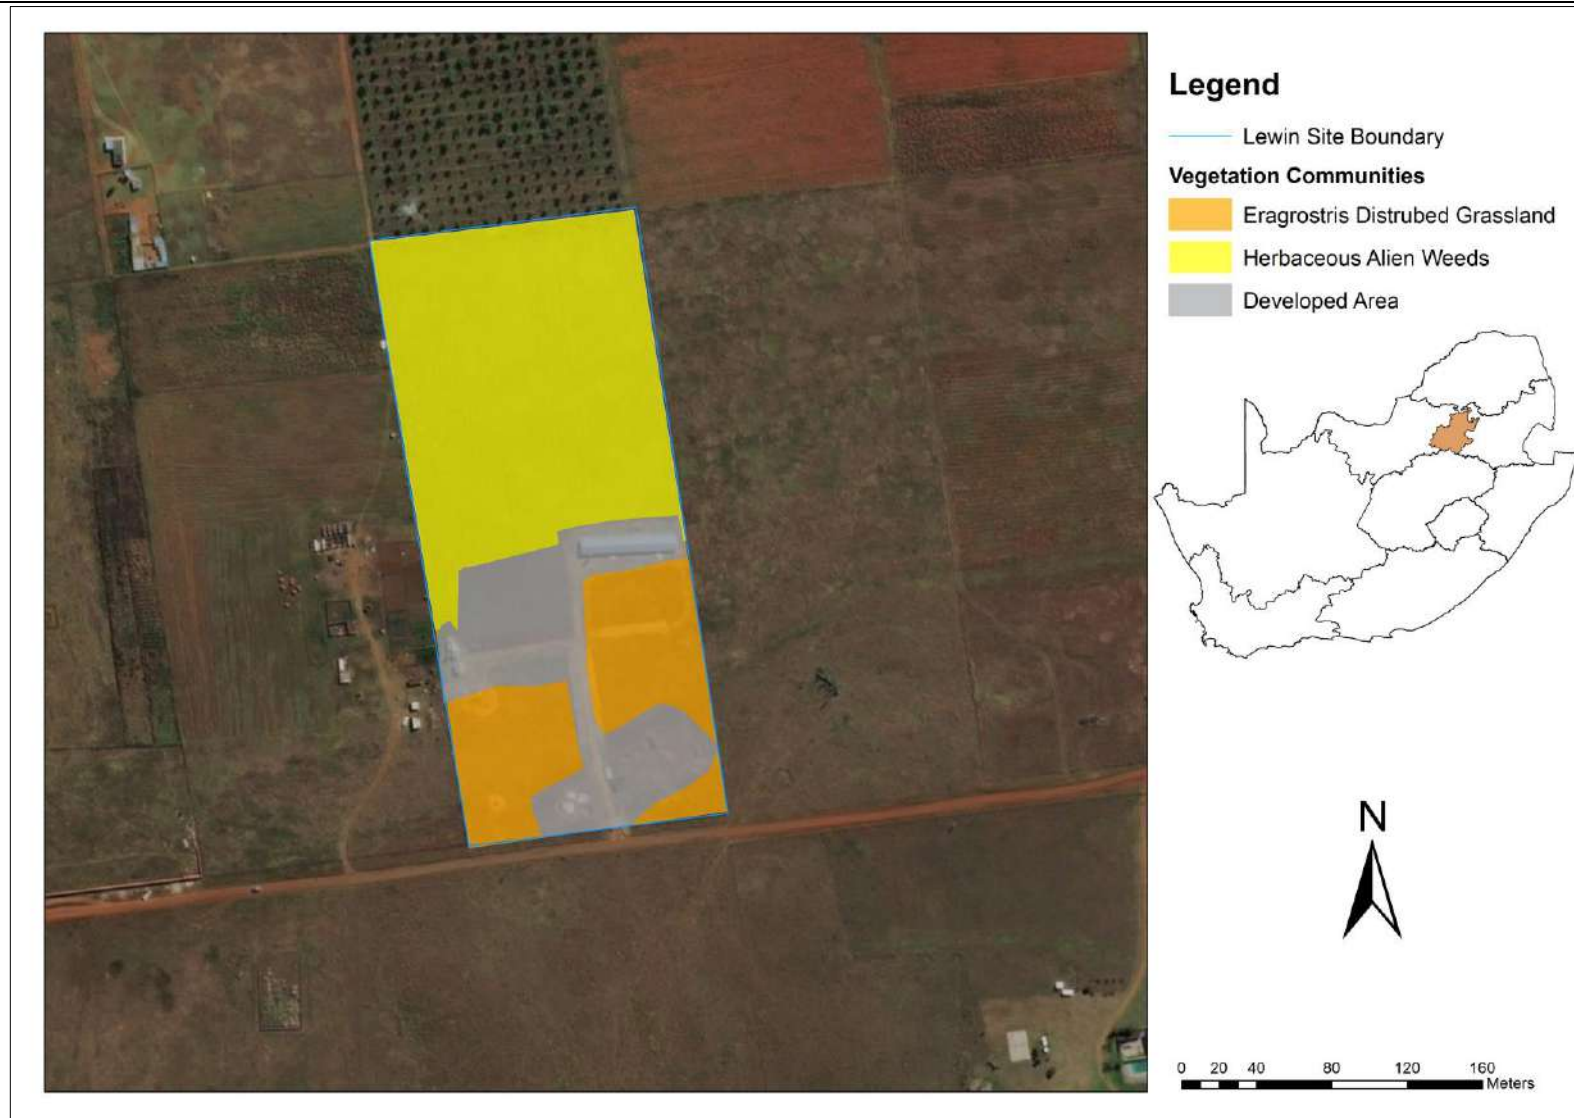 Legend
Lewin Site Boundary
Vegetation Communities
Eragrostris Distrubed Grassland
Herbaceous Alien Weeds
Developed Area
N
0 20 40 80 120 160
Meters